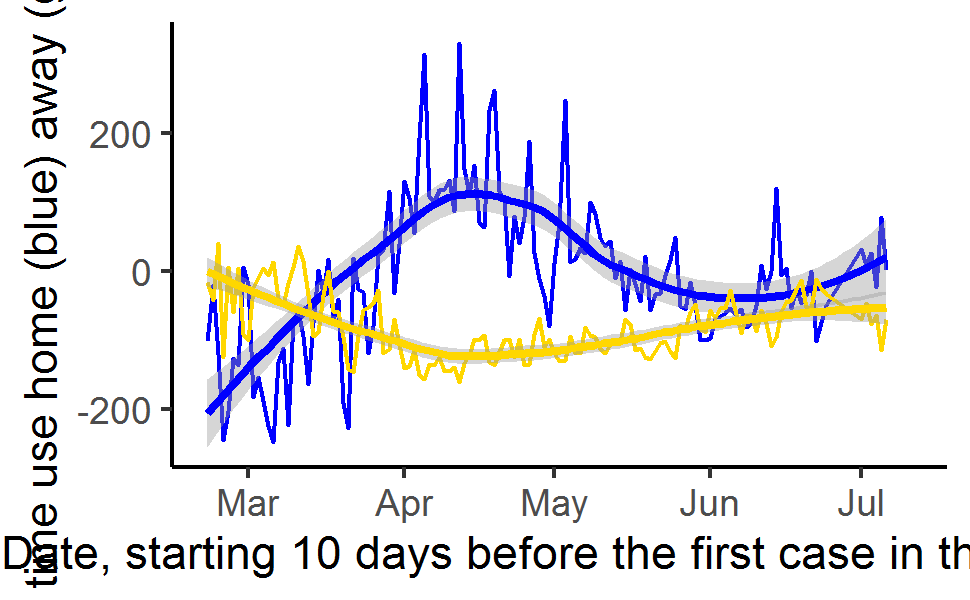 time use home (blue) away (
200
0
-200
Mar Apr May Jun Jul
Date, starting 10 days before the first case in th